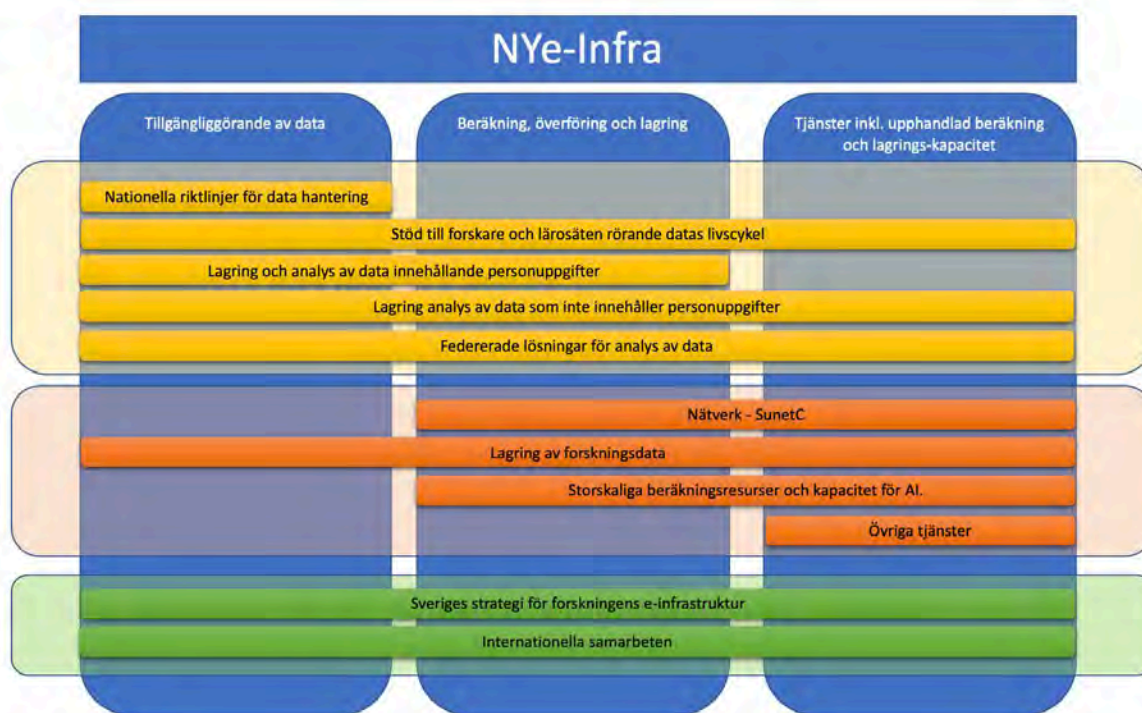 NYe-Infra
Tillgängliggörande av data
Beräkning, överföring och lagring
Tjänster inkl. upphandlad beräkning
och lagrings-kapacitet
Nationella riktlinjer för data hantering
Stöd till forskare och lärosäten rörande datas livscykel
Lagring och analys av data innehållande personuppgifter
Lagring analys av data som inte innehåller personuppgifter
Federerade lösningar för analys av data
Nätverk - SunetC
Lagring av forskningsdata
Storskaliga beräkningsresurser och kapacitet för AI.
Övriga tjänster
Sveriges strategi för forskningens e-infrastruktur
Internationella samarbeten